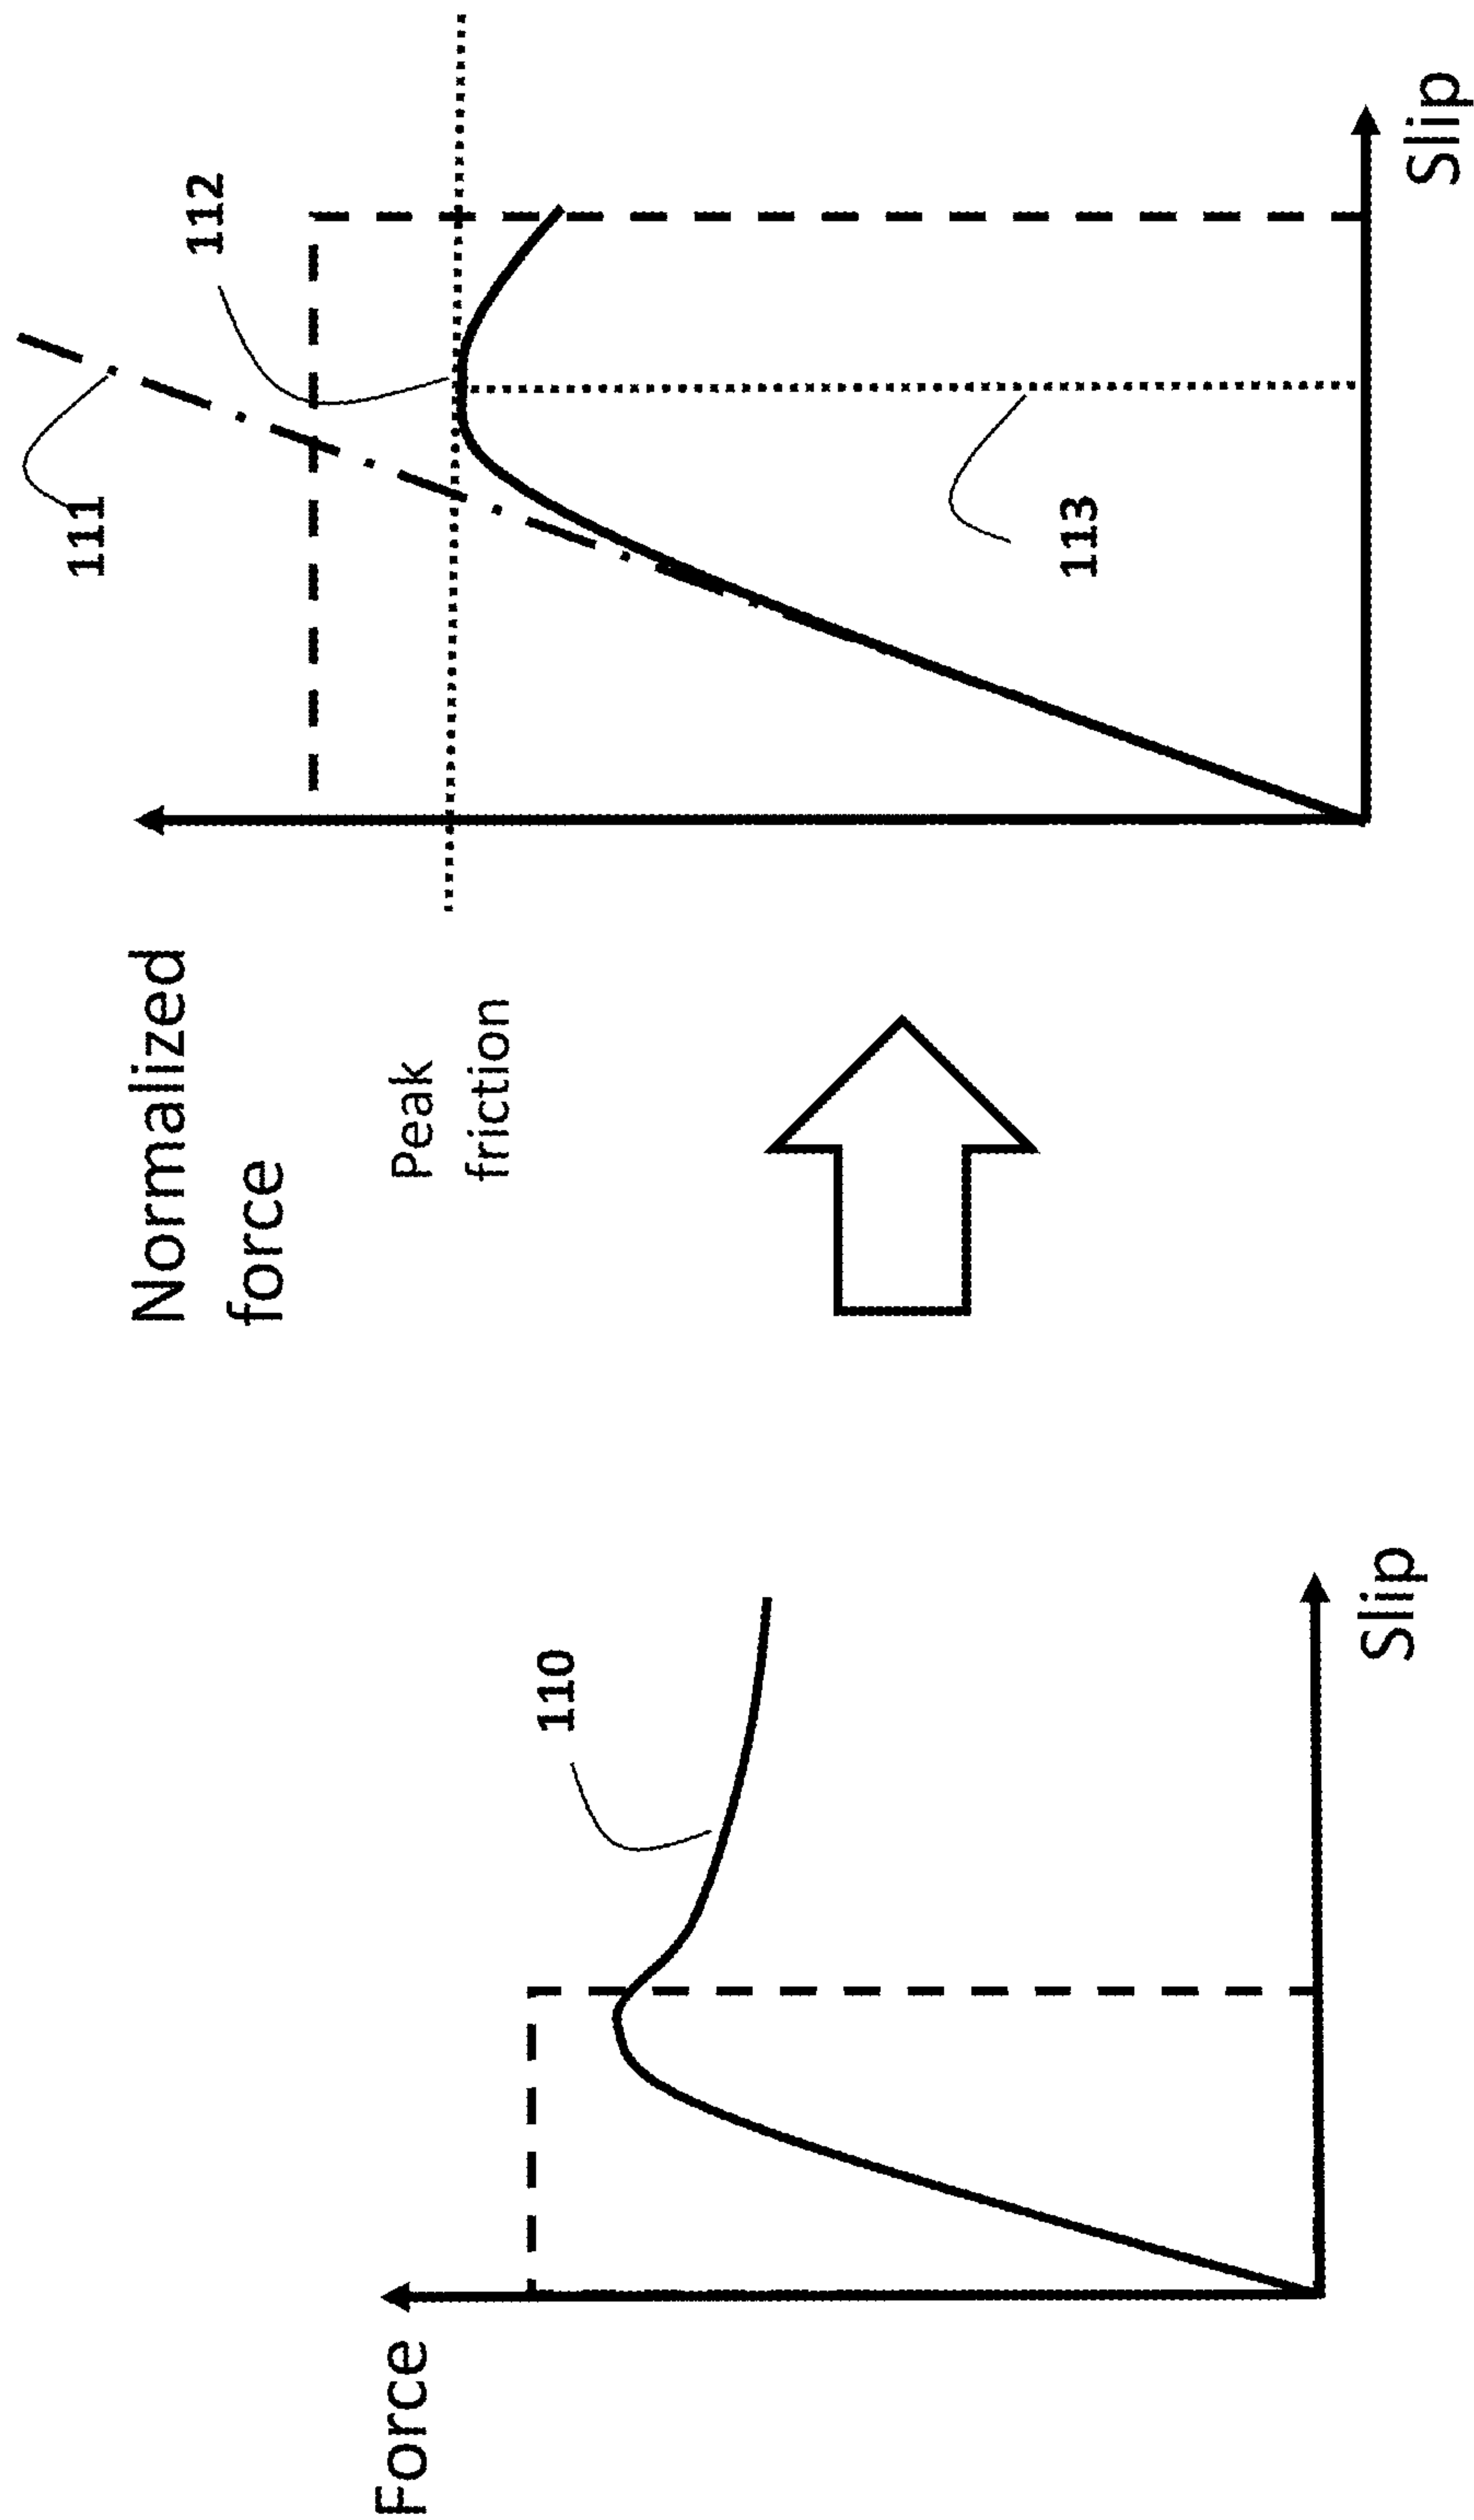 Force
110
Slip
Normalized
force
Peak
friction
111
112
113
Slip